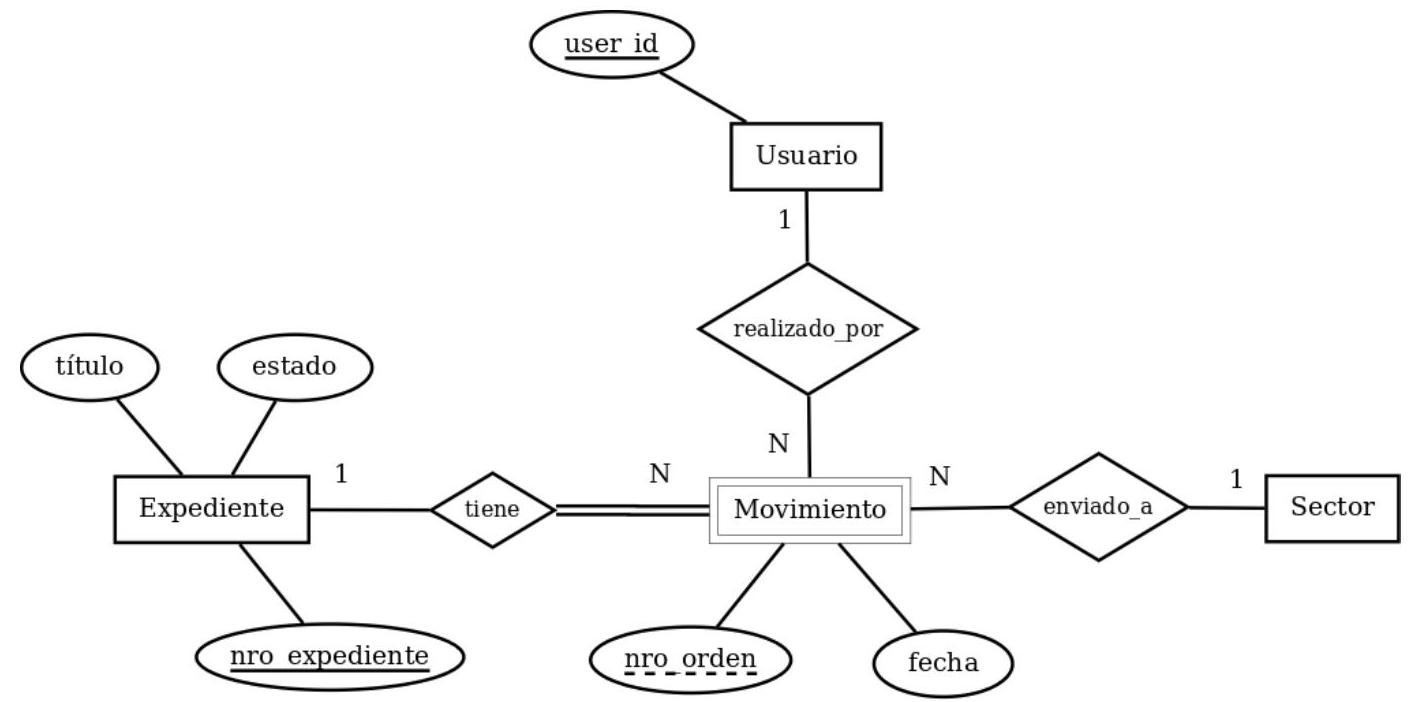 user_id
Usuario
1
realizado_por
título
estado
N
Expediente
1
tiene
N
Movimiento
N
enviado_a
1
Sector
nro_expediente
nro_orden
fecha